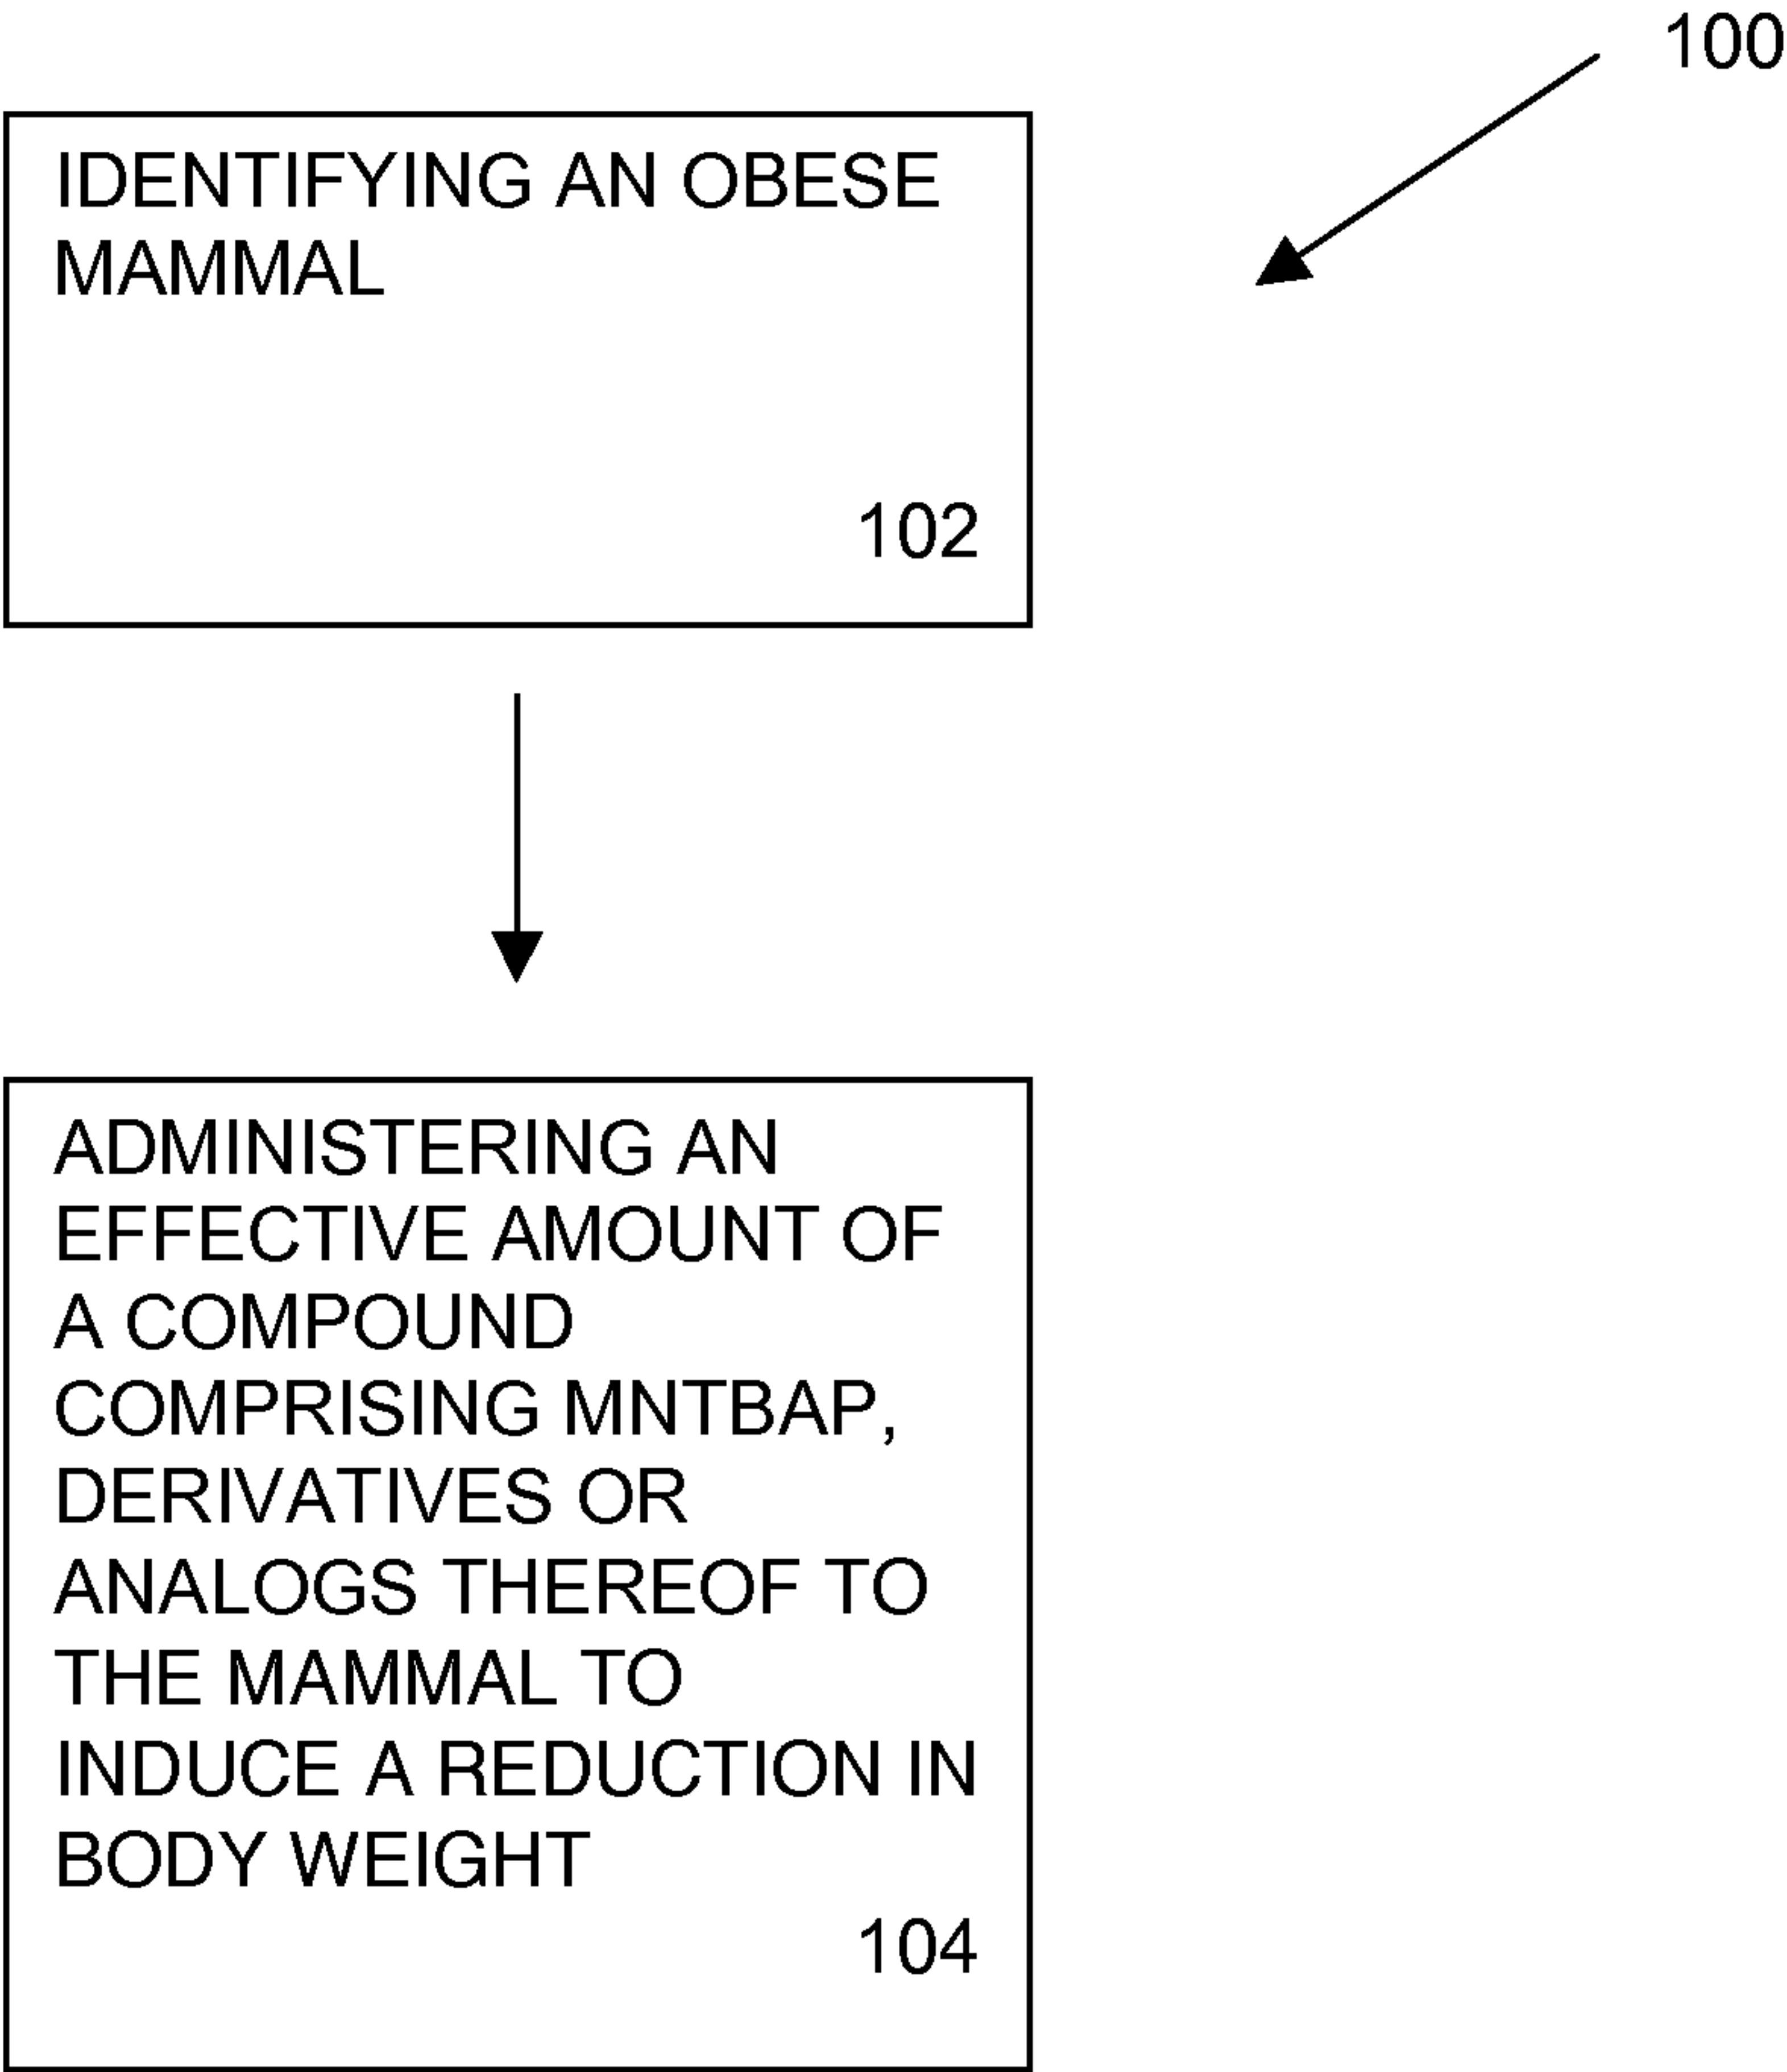 100
IDENTIFYING AN OBESE
MAMMAL
102
ADMINISTERING AN
EFFECTIVE AMOUNT OF
A COMPOUND
COMPRISING MNTBAP,
DERIVATIVES OR
ANALOGS THEREOF TO
THE MAMMAL TO
INDUCE A REDUCTION IN
BODY WEIGHT
104